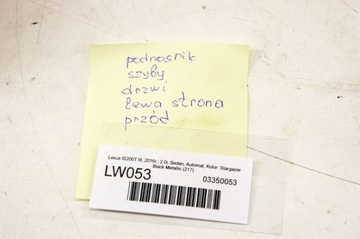 podnośnik
szyby,
drzwi
Lewa strona
przód
Lexus IS200T III, 2016r., 2.0i, Sedan, Automat, Kolor: Stargazer
Black Metallic (217)
LW053
03350053